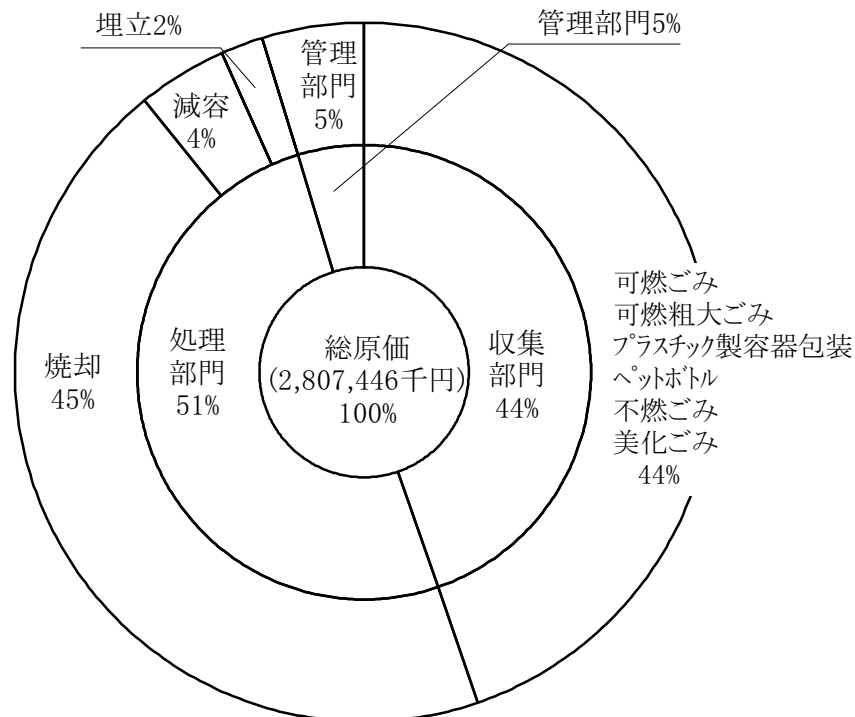 埋立2%
管理部門5%
管理
部門
5%
減容
4%
可燃ごみ
可燃粗大ごみ
プラスチック製容器包装
ペットボトル
不燃ごみ
美化ごみ
44%
焼却
45%
処理
部門
51%
総原価
(2,807,446千円)
100%
収集
部門
44%